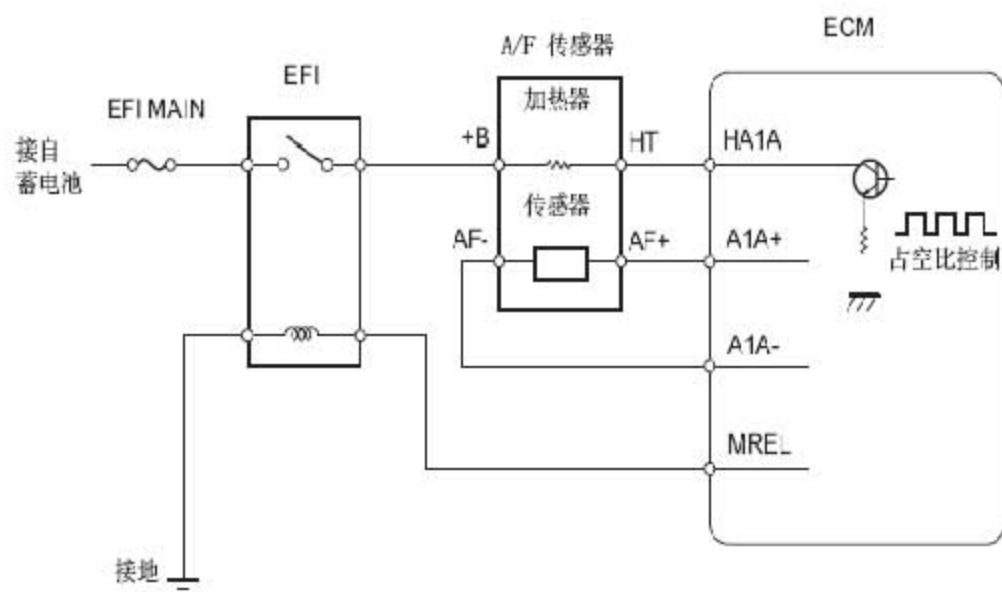 ECM
A/F 传感器
EFI
加热器
EFI MAIN
+B
HT
HA1A
接自
蓄电池
传感器
AF-
AF+
A1A+
占空比控制
A1A-
MREL
接地